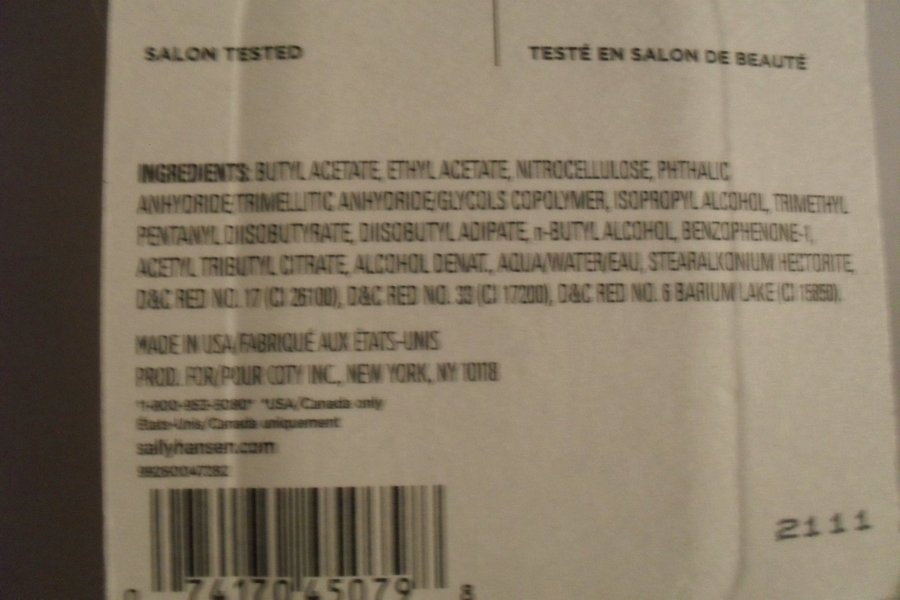 SALON TESTED
TESTÉ EN SALON DE BEAUTÉ
INGREDIENTS: BUTYL ACETATE, ETHYL ACETATE, NITROCELLULOSE, PHTHALIC
ANHYDRIDE/TRIMELLITIC ANHYDRIDE/GLYCOLS COPOLYMER, ISOPROPYL ALCOHOL, TRIMETHYL
PENTANYL DIISOBUTYRATE, DIISOBUTYL ADIPATE, n-BUTYL ALCOHOL, BENZOPHENONE-1,
ACETYL TRIBUTYL CITRATE, ALCOHOL DENAT., AQUA/WATER/EAU, STEARALKONIUM HECTORITE,
D&C RED NO. 17 (CI 26100), D&C RED NO. 33 (CI 17200), D&C RED NO. 6 BARIUM LAKE (CI 15850).
MADE IN USA/FABRIQUÉ AUX ÉTATS-UNIS
PROD. FOR/POUR COTY INC., NEW YORK, NY 10118
*USA/Canada only
États-Unis/Canada uniquement
sallyhansen.com
2111
0 74170 45079 8